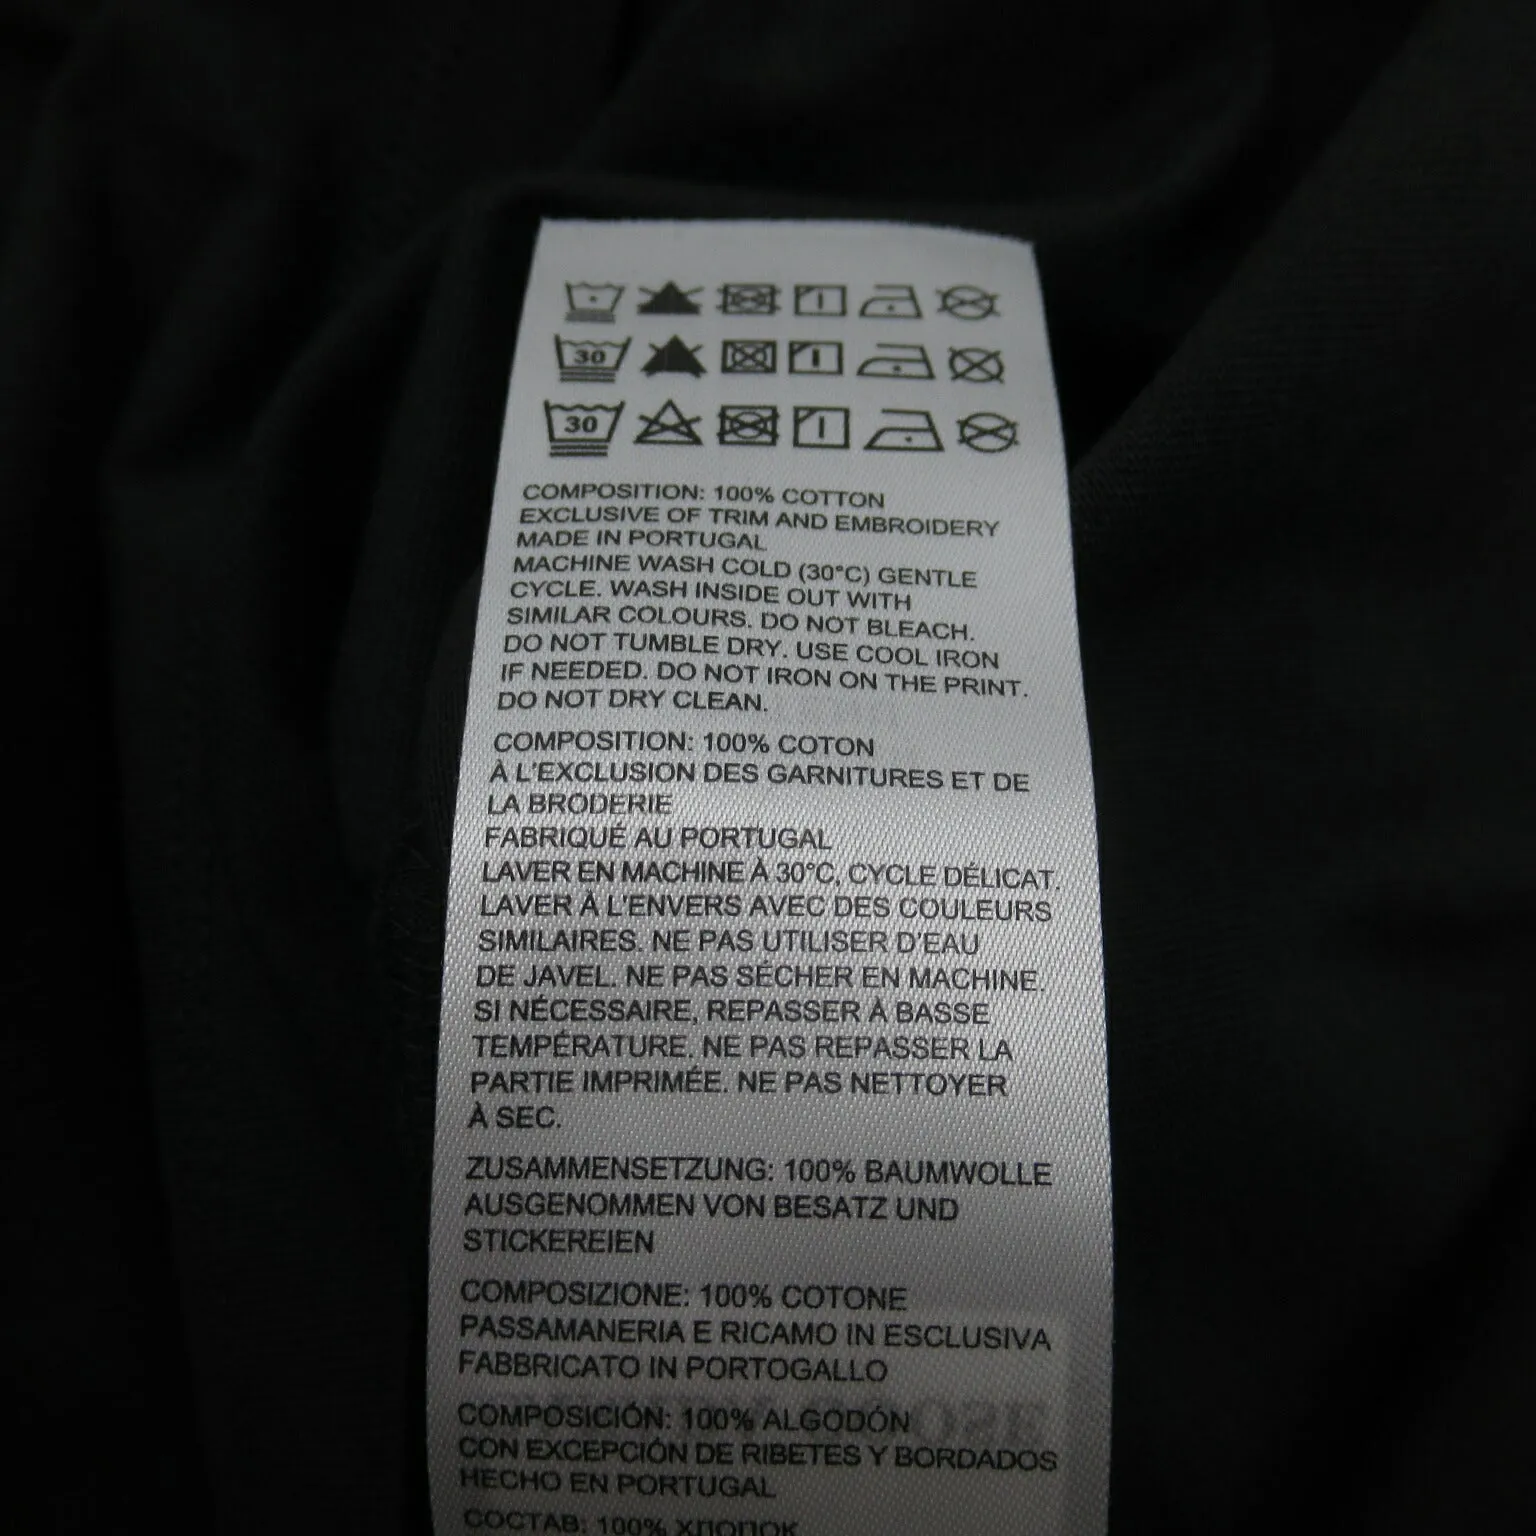 30
30
COMPOSITION: 100% COTTON
EXCLUSIVE OF TRIM AND EMBROIDERY
MADE IN PORTUGAL
MACHINE WASH COLD (30°C) GENTLE
CYCLE. WASH INSIDE OUT WITH
SIMILAR COLOURS. DO NOT BLEACH.
DO NOT TUMBLE DRY. USE COOL IRON
IF NEEDED. DO NOT IRON ON THE PRINT.
DO NOT DRY CLEAN.
COMPOSITION: 100% COTON
À L'EXCLUSION DES GARNITURES ET DE
LA BRODERIE
FABRIQUÉ AU PORTUGAL
LAVER EN MACHINE À 30°C, CYCLE DÉLICAT.
LAVER À L'ENVERS AVEC DES COULEURS
SIMILAIRES. NE PAS UTILISER D'EAU
DE JAVEL. NE PAS SÉCHER EN MACHINE.
SI NÉCESSAIRE, REPASSER À BASSE
TEMPÉRATURE. NE PAS REPASSER LA
PARTIE IMPRIMÉE. NE PAS NETTOYER
À SEC.
ZUSAMMENSETZUNG: 100% BAUMWOLLE
AUSGENOMMEN VON BESATZ UND
STICKEREIEN
COMPOSIZIONE: 100% COTONE
PASSAMANERIA E RICAMO IN ESCLUSIVA
FABBRICATO IN PORTOGALLO
COMPOSICIÓN: 100% ALGODÓN
CON EXCEPCIÓN DE RIBETES Y BORDADOS
HECHO EN PORTUGAL
СОСТАВ: 100% ХЛОПОК